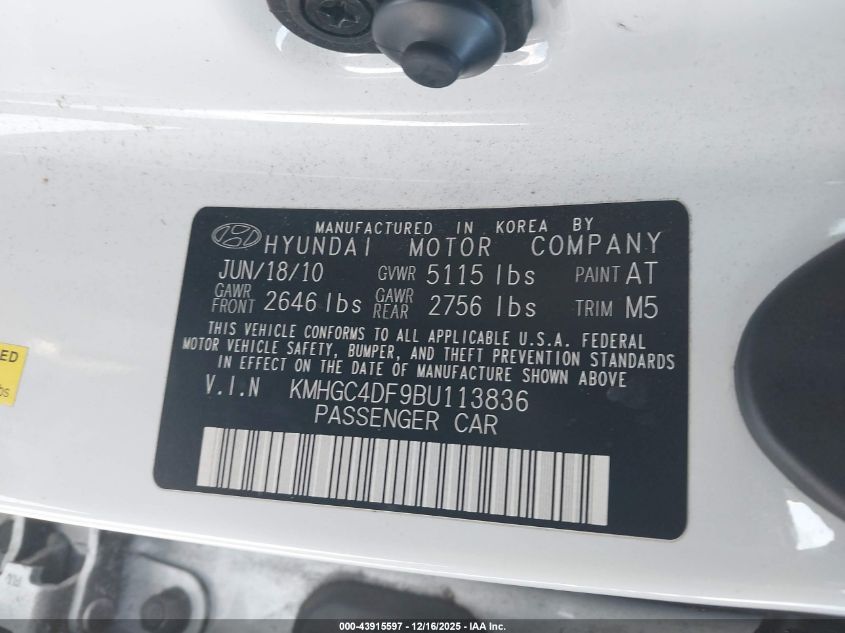 MANUFACTURED IN KOREA BY
HYUNDAI MOTOR COMPANY
JUN/18/10 GVWR 5115 lbs PAINT AT
GAWR FRONT 2646 lbs GAWR REAR 2756 lbs TRIM M5
THIS VEHICLE CONFORMS TO ALL APPLICABLE U.S.A. FEDERAL
MOTOR VEHICLE SAFETY, BUMPER, AND THEFT PREVENTION STANDARDS
IN EFFECT ON THE DATE OF MANUFACTURE SHOWN ABOVE
V.I.N KMHGC4DF9BU113836
PASSENGER CAR
ED
bs
000-43915597 - 12/16/2025 - IAA Inc.